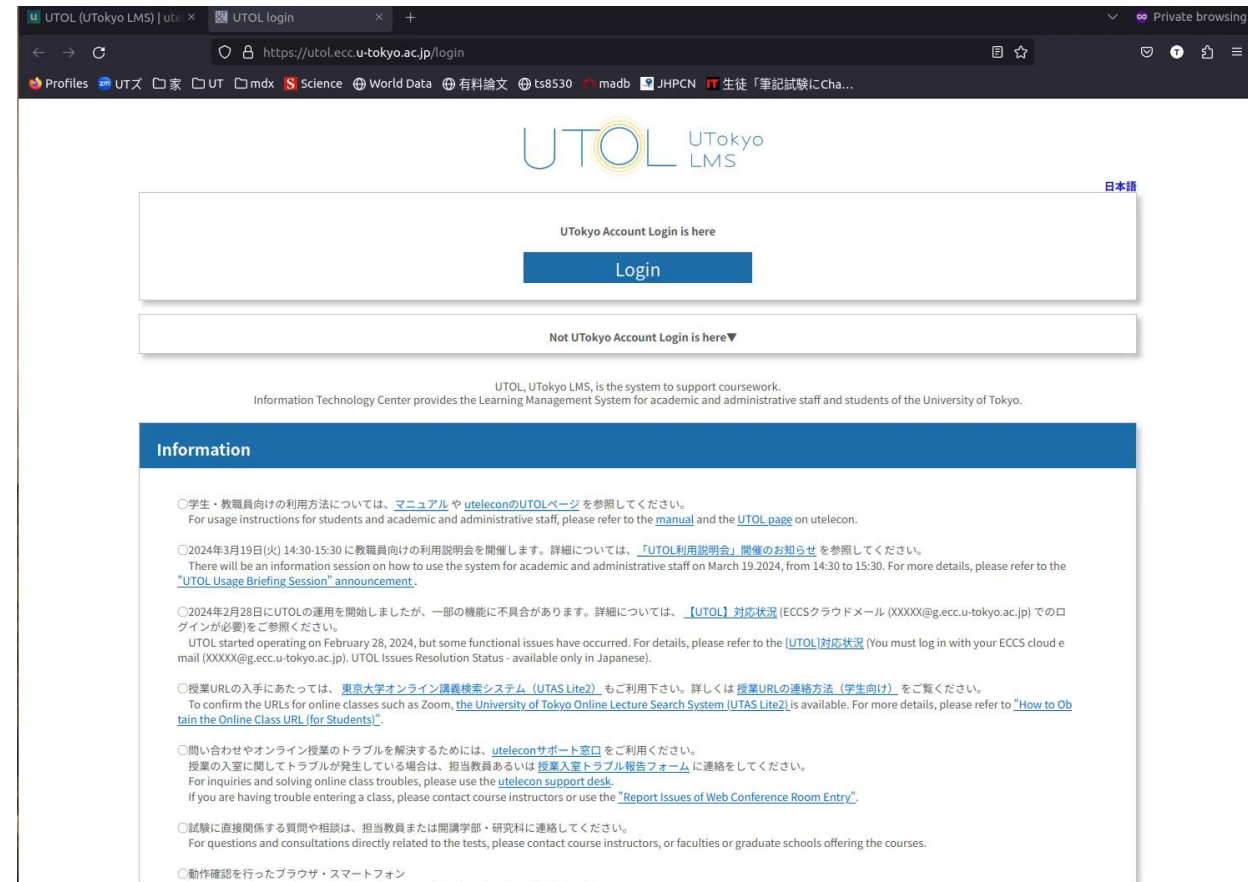 UTOL (UTokyo LMS) | ute
UTOL login
Private browsing
https://utol.ecc.u-tokyo.ac.jp/login
Profiles UTズ 家 UT mdx Science World Data 有料論文 ts8530 madb JHPCN 生徒「筆記試験にCha...
UTOL UTokyo
LMS
日本語
UTokyo Account Login is here
Login
Not UTokyo Account Login is here▼
UTOL, UTokyo LMS, is the system to support coursework.
Information Technology Center provides the Learning Management System for academic and administrative staff and students of the University of Tokyo.
Information
○学生・教職員向けの利用方法については、マニュアル や uteleconのUTOLページ を参照してください。
For usage instructions for students and academic and administrative staff, please refer to the manual and the UTOL page on utelecon.
○2024年3月19日(火) 14:30-15:30 に教職員向けの利用説明会を開催します。詳細については、「UTOL利用説明会」開催のお知らせ を参照してください。
There will be an information session on how to use the system for academic and administrative staff on March 19.2024, from 14:30 to 15:30. For more details, please refer to the
"UTOL Usage Briefing Session" announcement .
○2024年2月28日にUTOLの運用を開始しましたが、一部の機能に不具合があります。詳細については、【UTOL】対応状況 (ECCSクラウドメール (XXXXX@g.ecc.u-tokyo.ac.jp) でのロ
グインが必要)をご参照ください。
UTOL started operating on February 28, 2024, but some functional issues have occurred. For details, please refer to the [UTOL]対応状況 (You must log in with your ECCS cloud e
mail (XXXXX@g.ecc.u-tokyo.ac.jp). UTOL Issues Resolution Status - available only in Japanese).
○授業URLの入手にあたっては、東京大学オンライン講義検索システム（UTAS Lite2） もご利用下さい。詳しくは 授業URLの連絡方法（学生向け） をご覧ください。
To confirm the URLs for online classes such as Zoom, the University of Tokyo Online Lecture Search System (UTAS Lite2) is available. For more details, please refer to "How to Ob
tain the Online Class URL (for Students)".
○問い合わせやオンライン授業のトラブルを解決するためには、uteleconサポート窓口 をご利用ください。
授業の入室に関してトラブルが発生している場合は、担当教員あるいは 授業入室トラブル報告フォーム に連絡をしてください。
For inquiries and solving online class troubles, please use the utelecon support desk.
If you are having trouble entering a class, please contact course instructors or use the "Report Issues of Web Conference Room Entry".
○試験に直接関係する質問や相談は、担当教員または開講学部・研究科に連絡してください。
For questions and consultations directly related to the tests, please contact course instructors, or faculties or graduate schools offering the courses.
○動作確認を行ったブラウザ・スマートフォン